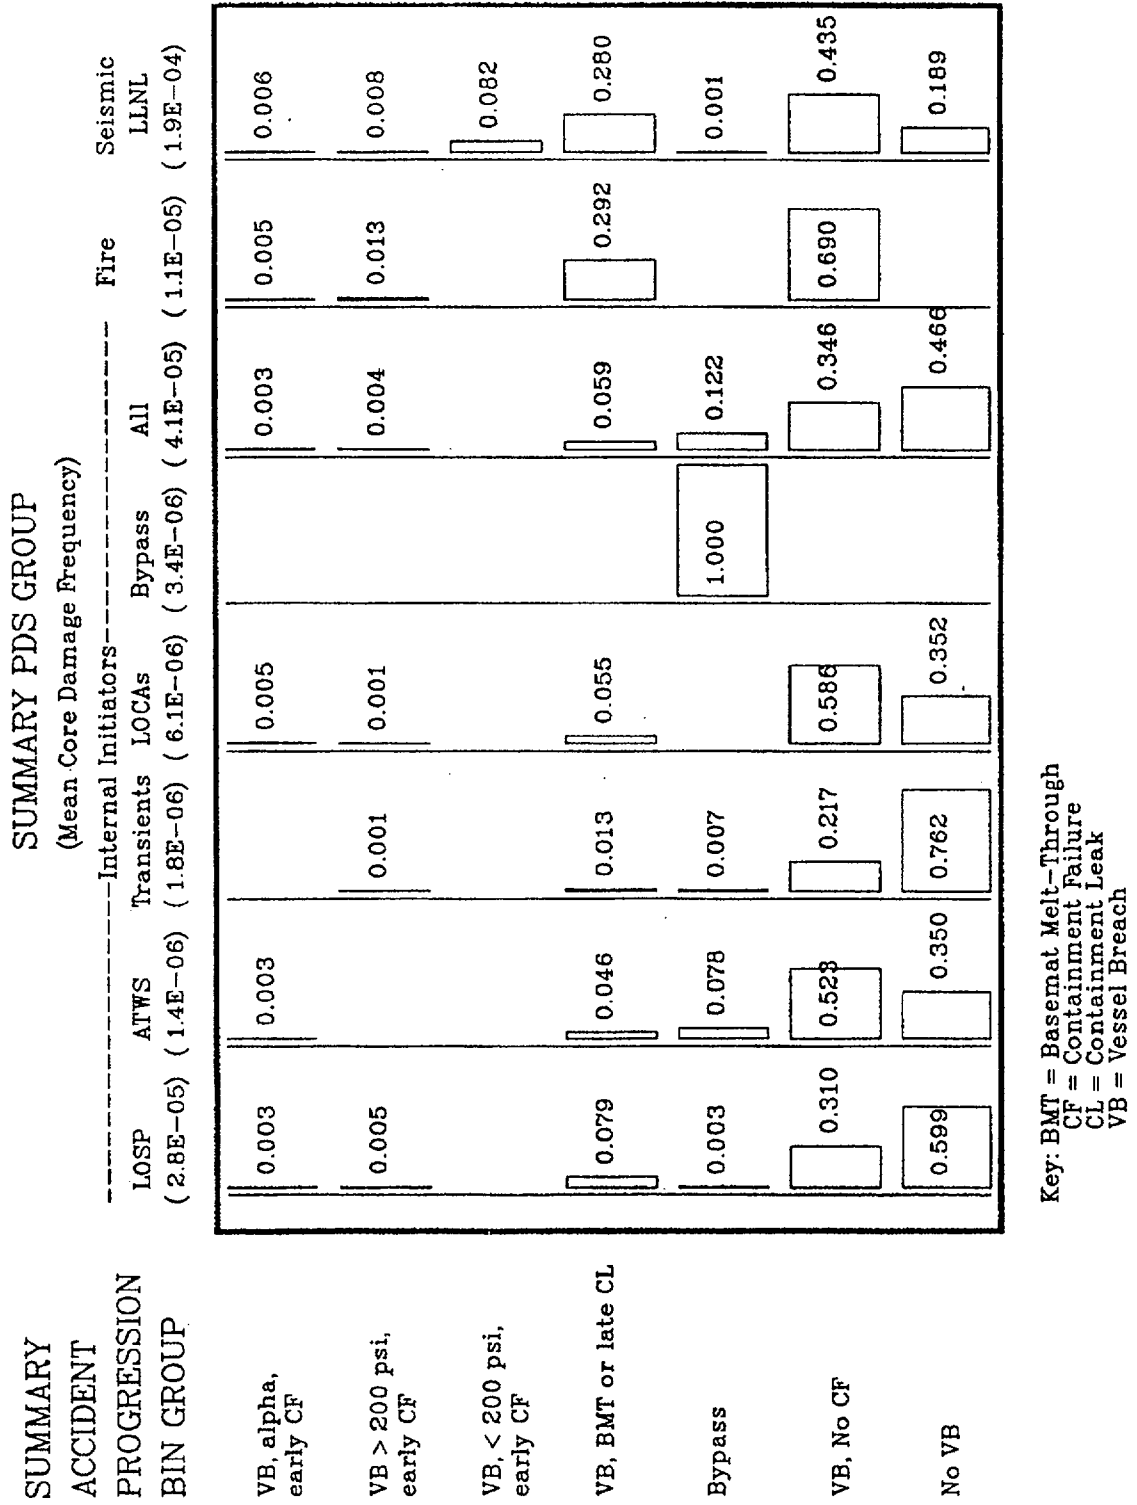 SUMMARY PDS GROUP
(Mean Core Damage Frequency)
SUMMARY
ACCIDENT
PROGRESSION
BIN GROUP
----------------Internal Initiators----------------
LOSP ATWS Transients LOCAs Bypass All Fire Seismic LLNL
(2.8E-05) (1.4E-06) (1.8E-06) (6.1E-06) (3.4E-06) (4.1E-05) (1.1E-05) (1.9E-04)
VB, alpha,
early CF
0.003 0.003 0.005 0.003 0.005 0.006
VB > 200 psi,
early CF
0.005 0.001 0.001 0.004 0.013 0.008
VB, < 200 psi,
early CF
0.082
VB, BMT or late CL
0.079 0.046 0.013 0.055 0.059 0.292 0.280
Bypass
0.003 0.078 0.007 1.000 0.122 0.001
VB, No CF
0.310 0.523 0.217 0.586 0.346 0.690 0.435
No VB
0.599 0.350 0.762 0.352 0.466 0.189
Key: BMT = Basemat Melt-Through
CF = Containment Failure
CL = Containment Leak
VB = Vessel Breach